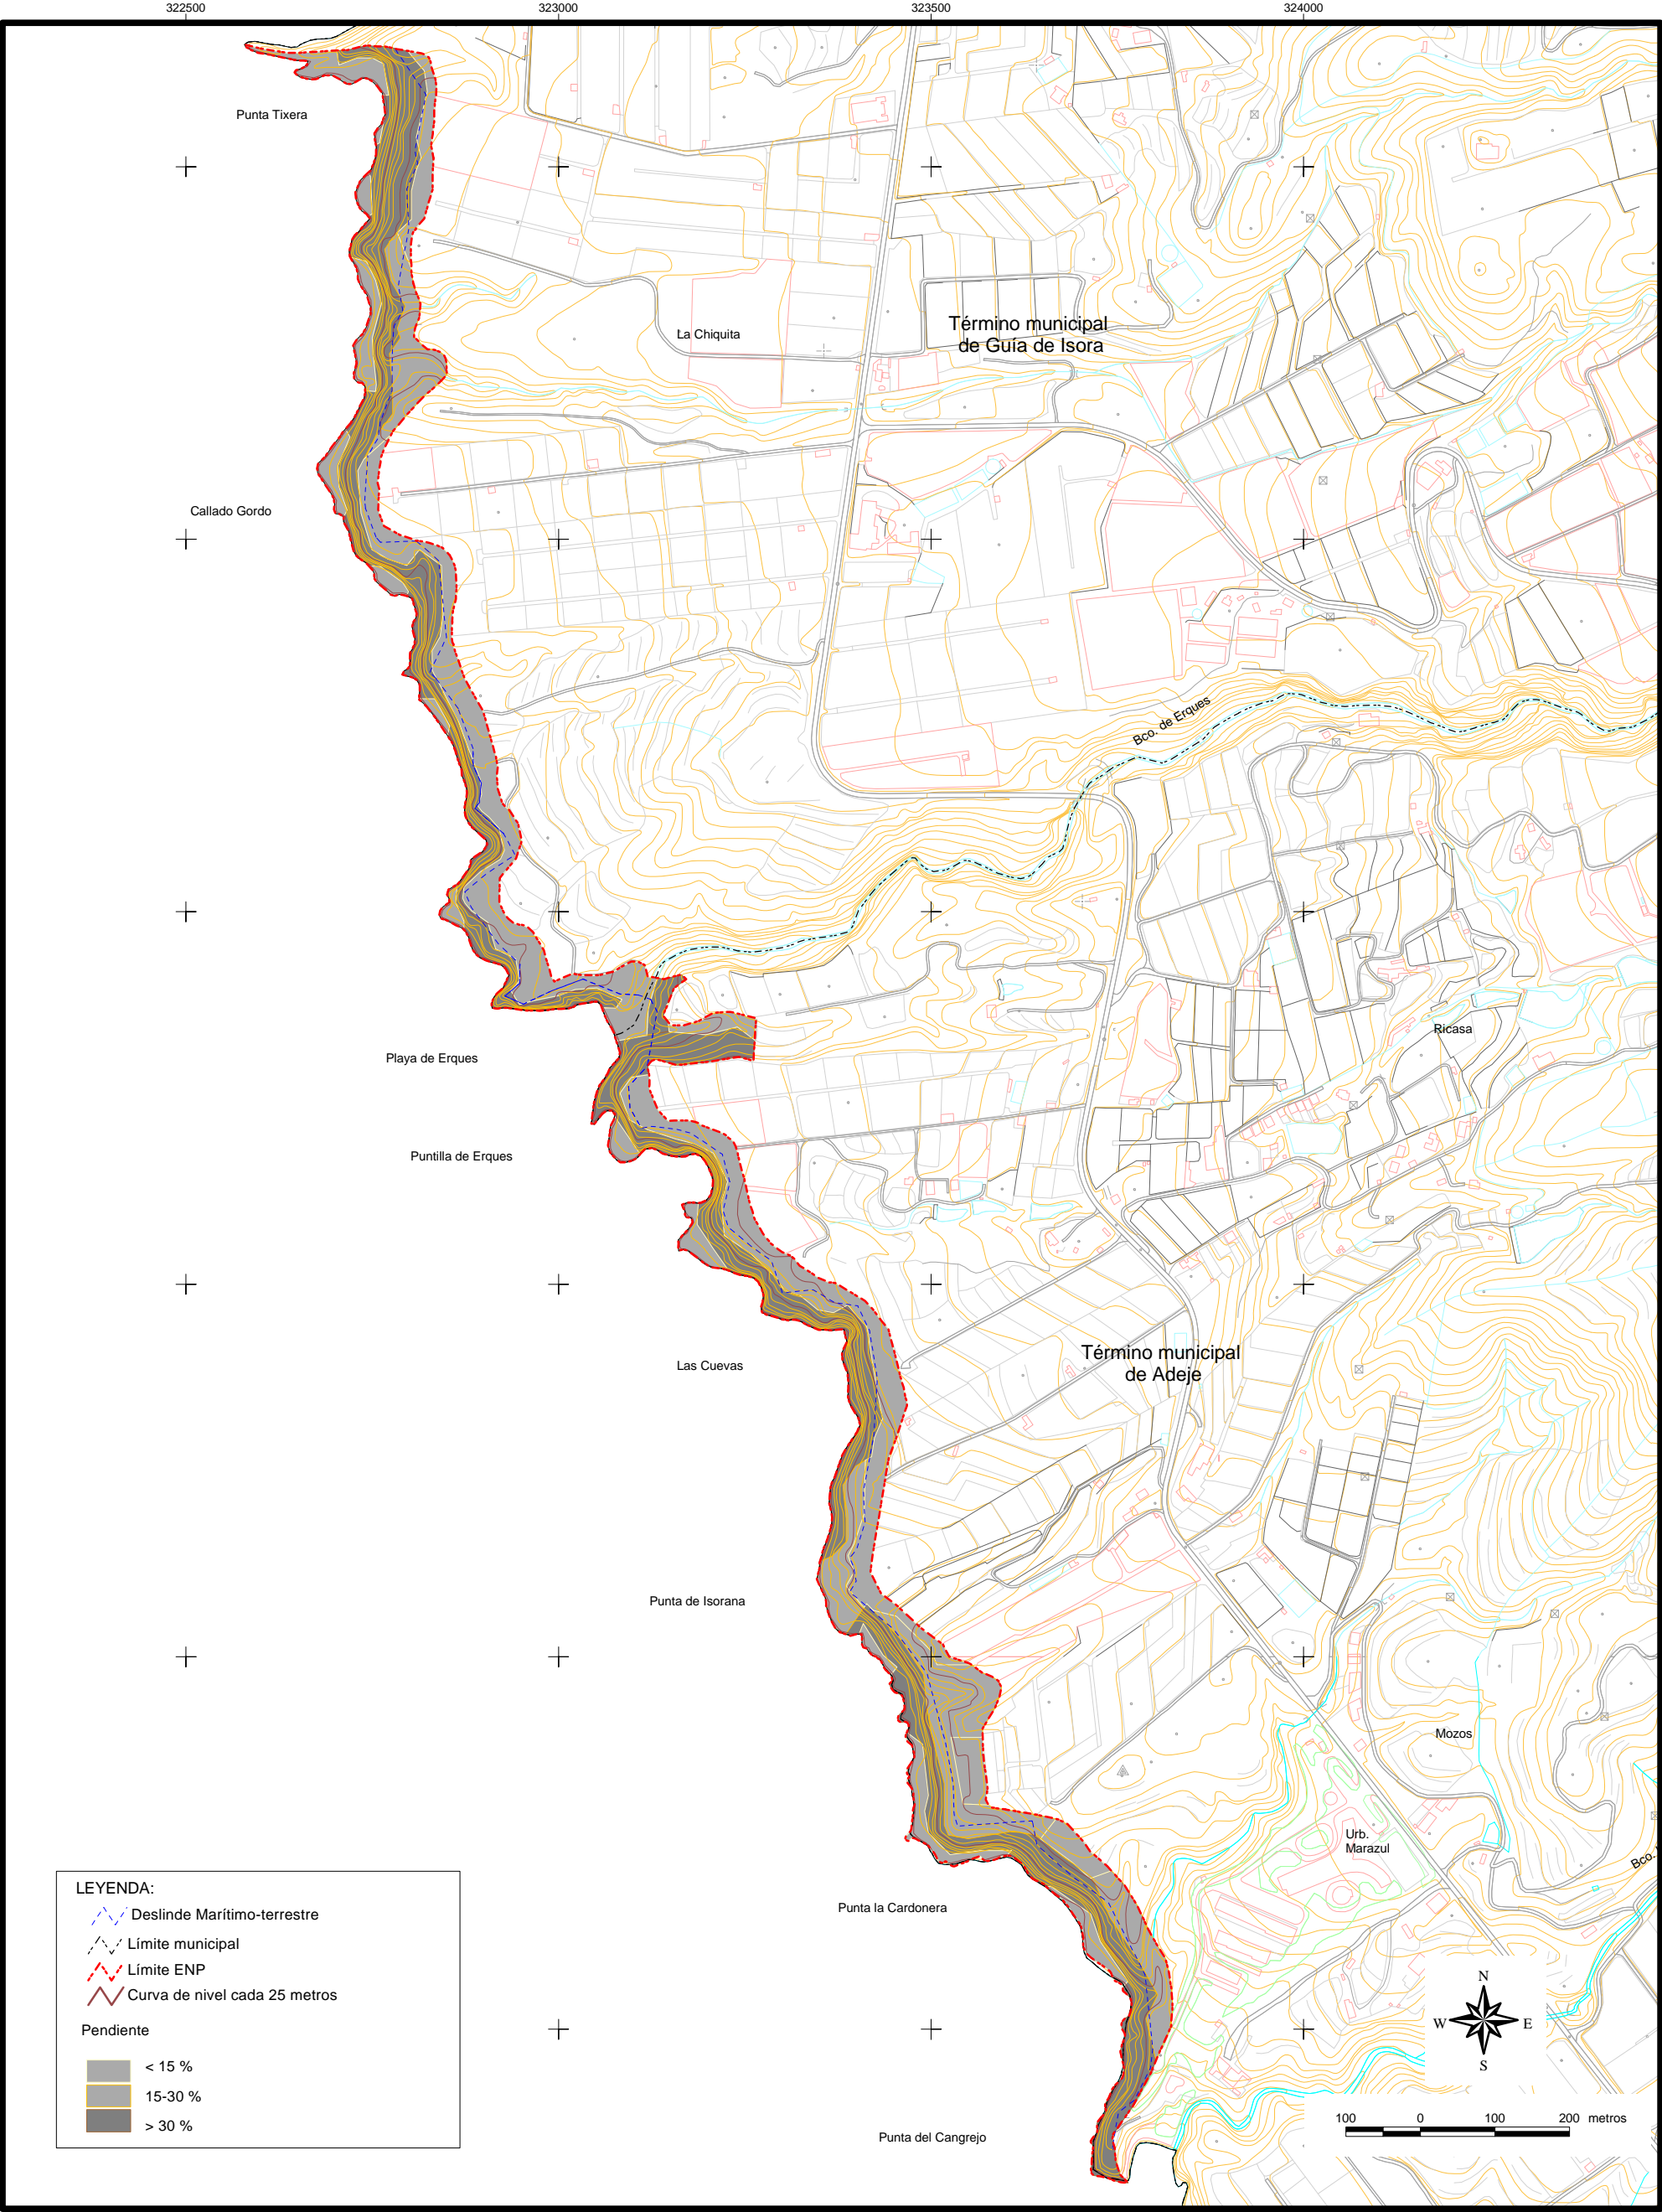 322500
323000
323500
324000
Punta Tixera
La Chiquita
Término municipal
de Guía de Isora
Callado Gordo
Bco. de Erques
Playa de Erques
Ricasa
Puntilla de Erques
Las Cuevas
Término municipal
de Adeje
Punta de Isorana
Mozos
Urb.
Marazul
Bco.
Punta la Cardonera
Punta del Cangrejo
LEYENDA:
Deslinde Marítimo-terrestre
Límite municipal
Límite ENP
Curva de nivel cada 25 metros
Pendiente
< 15 %
15-30 %
> 30 %
N
W
E
S
100 0 100 200 metros